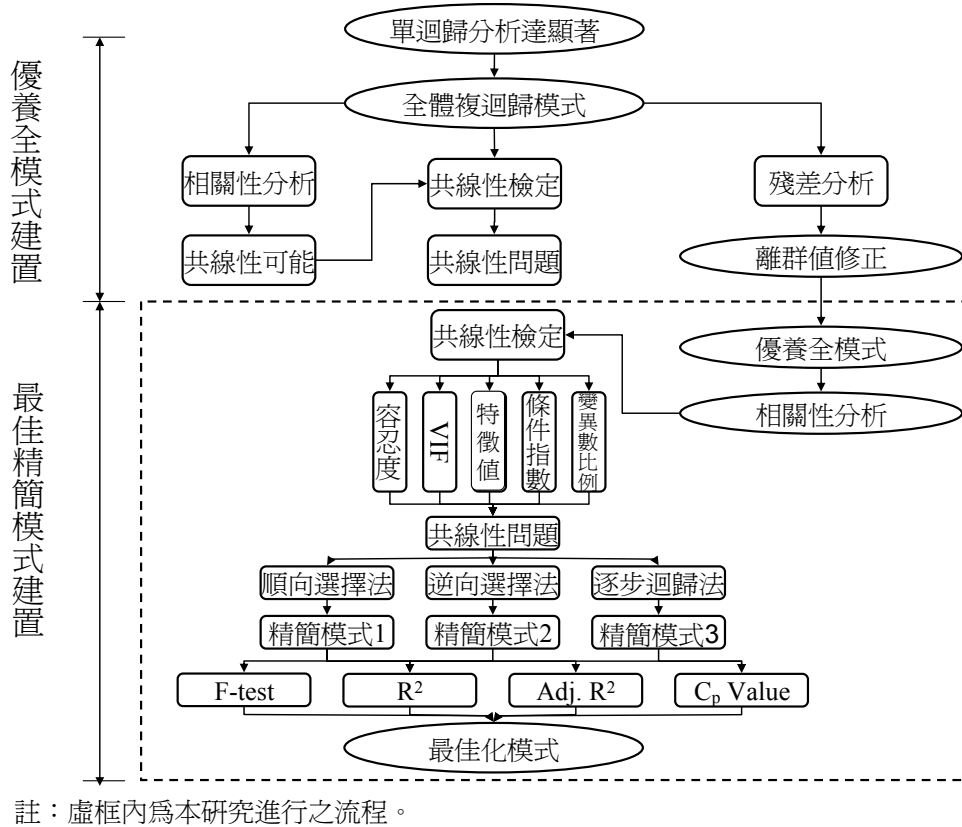 單迴歸分析達顯著
優養全模式建置
全體複迴歸模式
相關性分析
共線性檢定
殘差分析
共線性可能
共線性問題
離群值修正
最佳精簡模式建置
共線性檢定
優養全模式
相關性分析
容忍度
VIF
特徵值
條件指數
變異數比例
共線性問題
順向選擇法
逆向選擇法
逐步迴歸法
精簡模式1
精簡模式2
精簡模式3
F-test
R²
Adj. R²
Cₚ Value
最佳化模式
註：虛框內為本研究進行之流程。